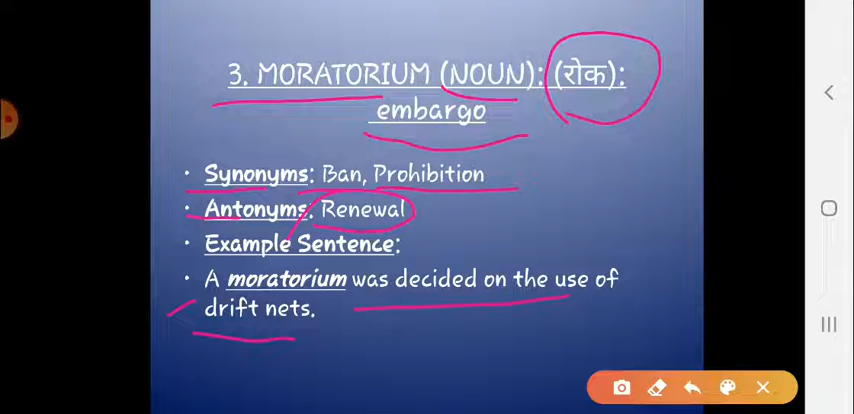 3. MORATORIUM (NOUN): (रोक):
embargo
• Synonyms: Ban, Prohibition
• Antonyms: Renewal
• Example Sentence:
• A moratorium was decided on the use of
drift nets.